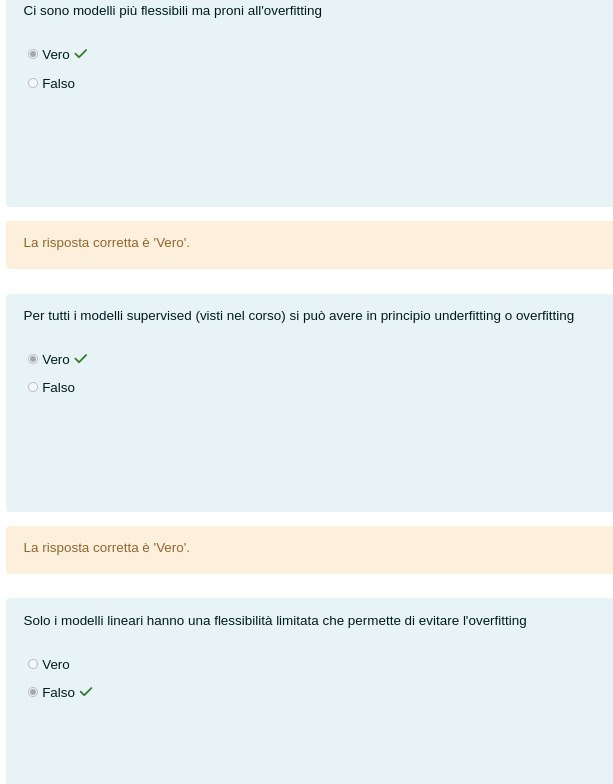 Ci sono modelli più flessibili ma proni all'overfitting
Vero
Falso
La risposta corretta è 'Vero'.
Per tutti i modelli supervised (visti nel corso) si può avere in principio underfitting o overfitting
Vero
Falso
La risposta corretta è 'Vero'.
Solo i modelli lineari hanno una flessibilità limitata che permette di evitare l'overfitting
Vero
Falso